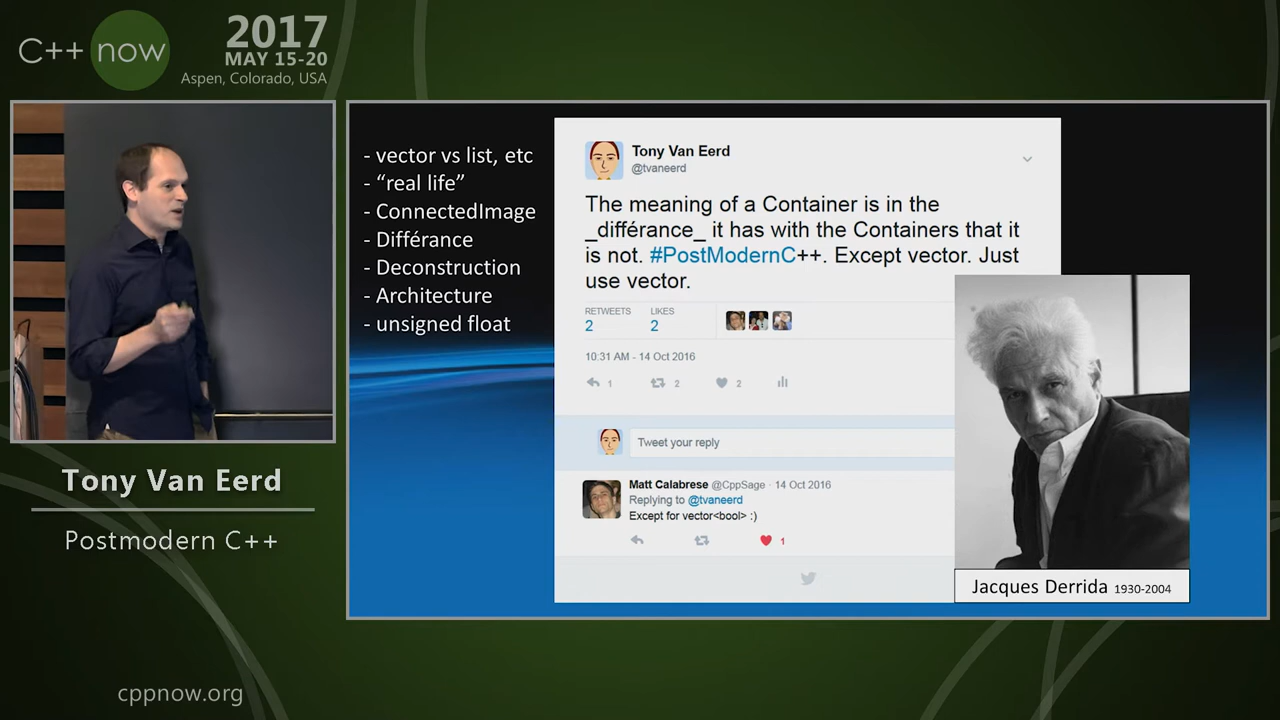 C++ now
2017
MAY 15-20
Aspen, Colorado, USA
- vector vs list, etc
- “real life”
- ConnectedImage
- Différance
- Deconstruction
- Architecture
- unsigned float
Tony Van Eerd
@tvaneerd
The meaning of a Container is in the
_différance_ it has with the Containers that it
is not. #PostModernC++. Except vector. Just
use vector.
RETWEETS
2
LIKES
2
10:31 AM - 14 Oct 2016
1
2
2
Tweet your reply
Matt Calabrese @CppSage · 14 Oct 2016
Replying to @tvaneerd
Except for vector<bool> :)
1
Jacques Derrida 1930-2004
Tony Van Eerd
Postmodern C++
cppnow.org